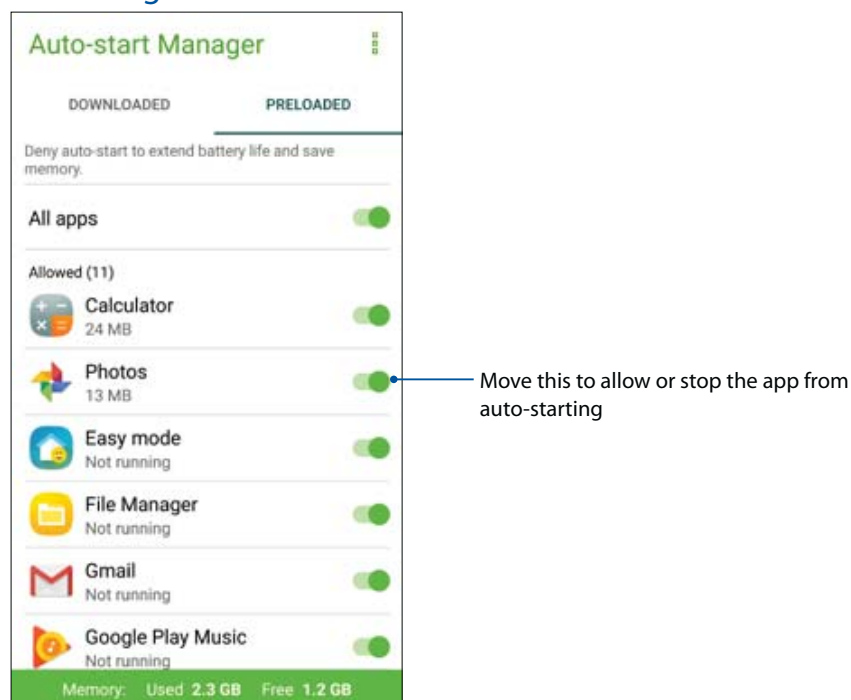 Auto-start Manager
DOWNLOADED PRELOADED
Deny auto-start to extend battery life and save
memory.
All apps
Allowed (11)
Calculator
24 MB
Photos
13 MB
Move this to allow or stop the app from
auto-starting
Easy mode
Not running
File Manager
Not running
Gmail
Not running
Google Play Music
Not running
Memory: Used 2.3 GB Free 1.2 GB